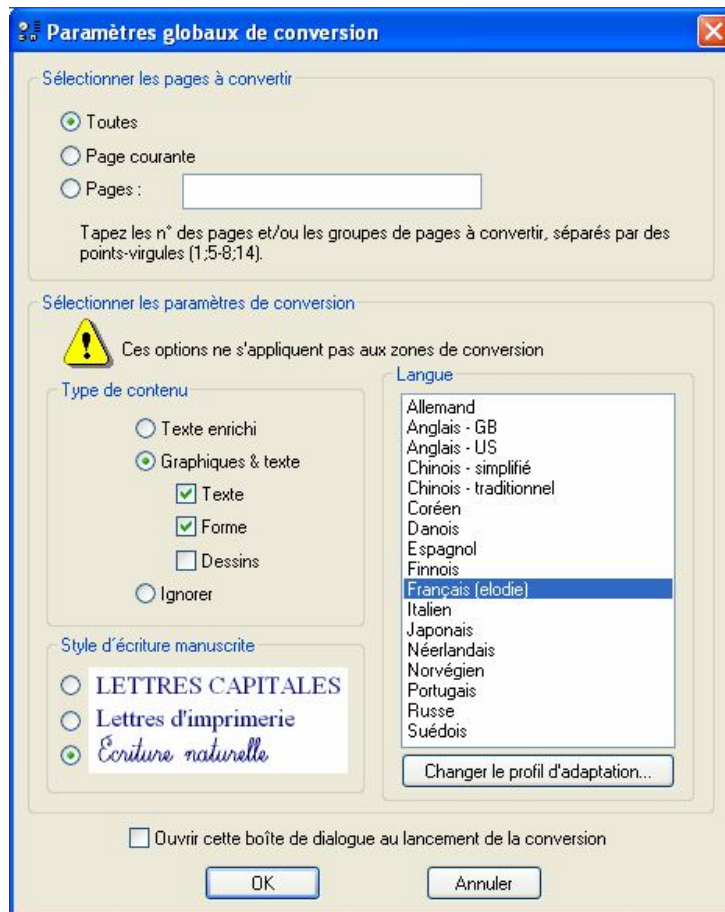 Paramètres globaux de conversion
Sélectionner les pages à convertir
Toutes
Page courante
Pages :
Tapez les n° des pages et/ou les groupes de pages à convertir, séparés par des
points-virgules (1;5-8;14).
Sélectionner les paramètres de conversion
Ces options ne s'appliquent pas aux zones de conversion
Type de contenu
Texte enrichi
Graphiques & texte
Texte
Forme
Dessins
Ignorer
Style d'écriture manuscrite
LETTRES CAPITALES
Lettres d'imprimerie
Écriture naturelle
Langue
Allemand
Anglais - GB
Anglais - US
Chinois - simplifié
Chinois - traditionnel
Coréen
Danois
Espagnol
Finnois
Français (elodie)
Italien
Japonais
Néerlandais
Norvégien
Portugais
Russe
Suédois
Changer le profil d'adaptation...
Ouvrir cette boîte de dialogue au lancement de la conversion
OK
Annuler